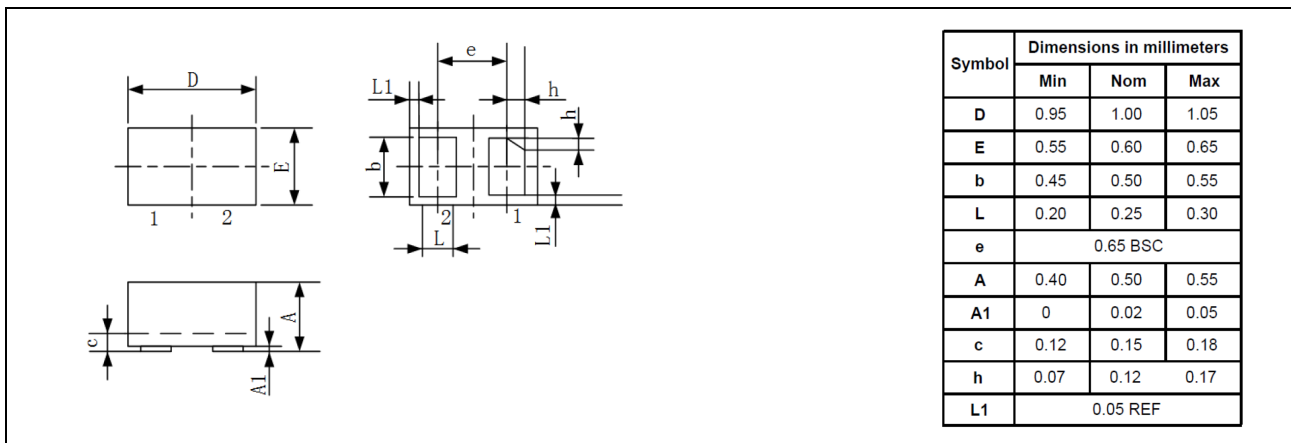 D
E
1 2
e
L1
h
h
b
2 1
L
L1
A
c
A1
Symbol Dimensions in millimeters
Min Nom Max
D 0.95 1.00 1.05
E 0.55 0.60 0.65
b 0.45 0.50 0.55
L 0.20 0.25 0.30
e 0.65 BSC
A 0.40 0.50 0.55
A1 0 0.02 0.05
c 0.12 0.15 0.18
h 0.07 0.12 0.17
L1 0.05 REF